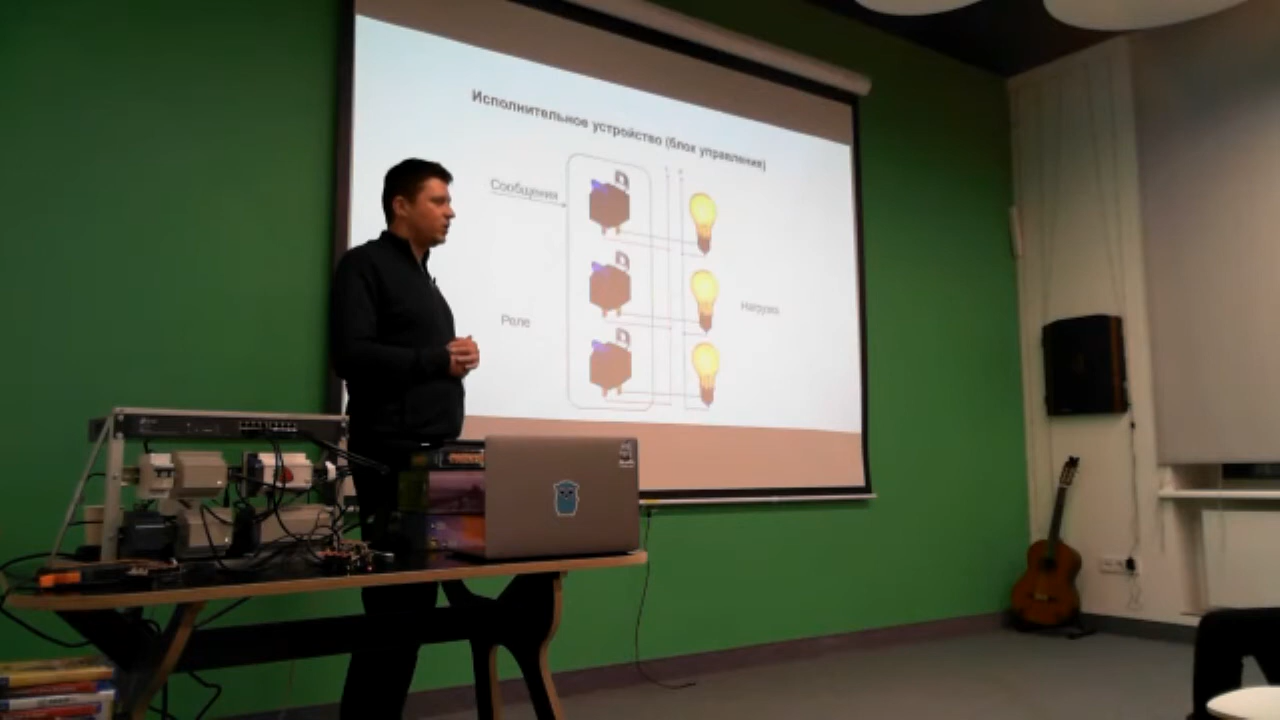 Исполнительное устройство (блок управления)
Сообщения
Реле
Нагрузка